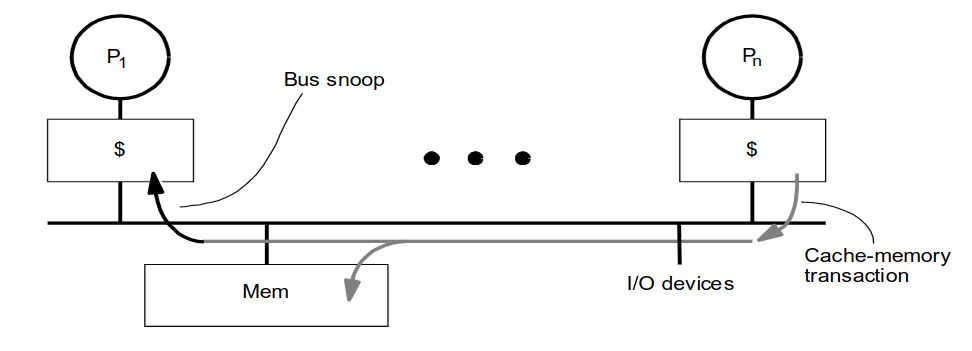 P1
Pn
Bus snoop
$
$
Cache-memory
transaction
I/O devices
Mem